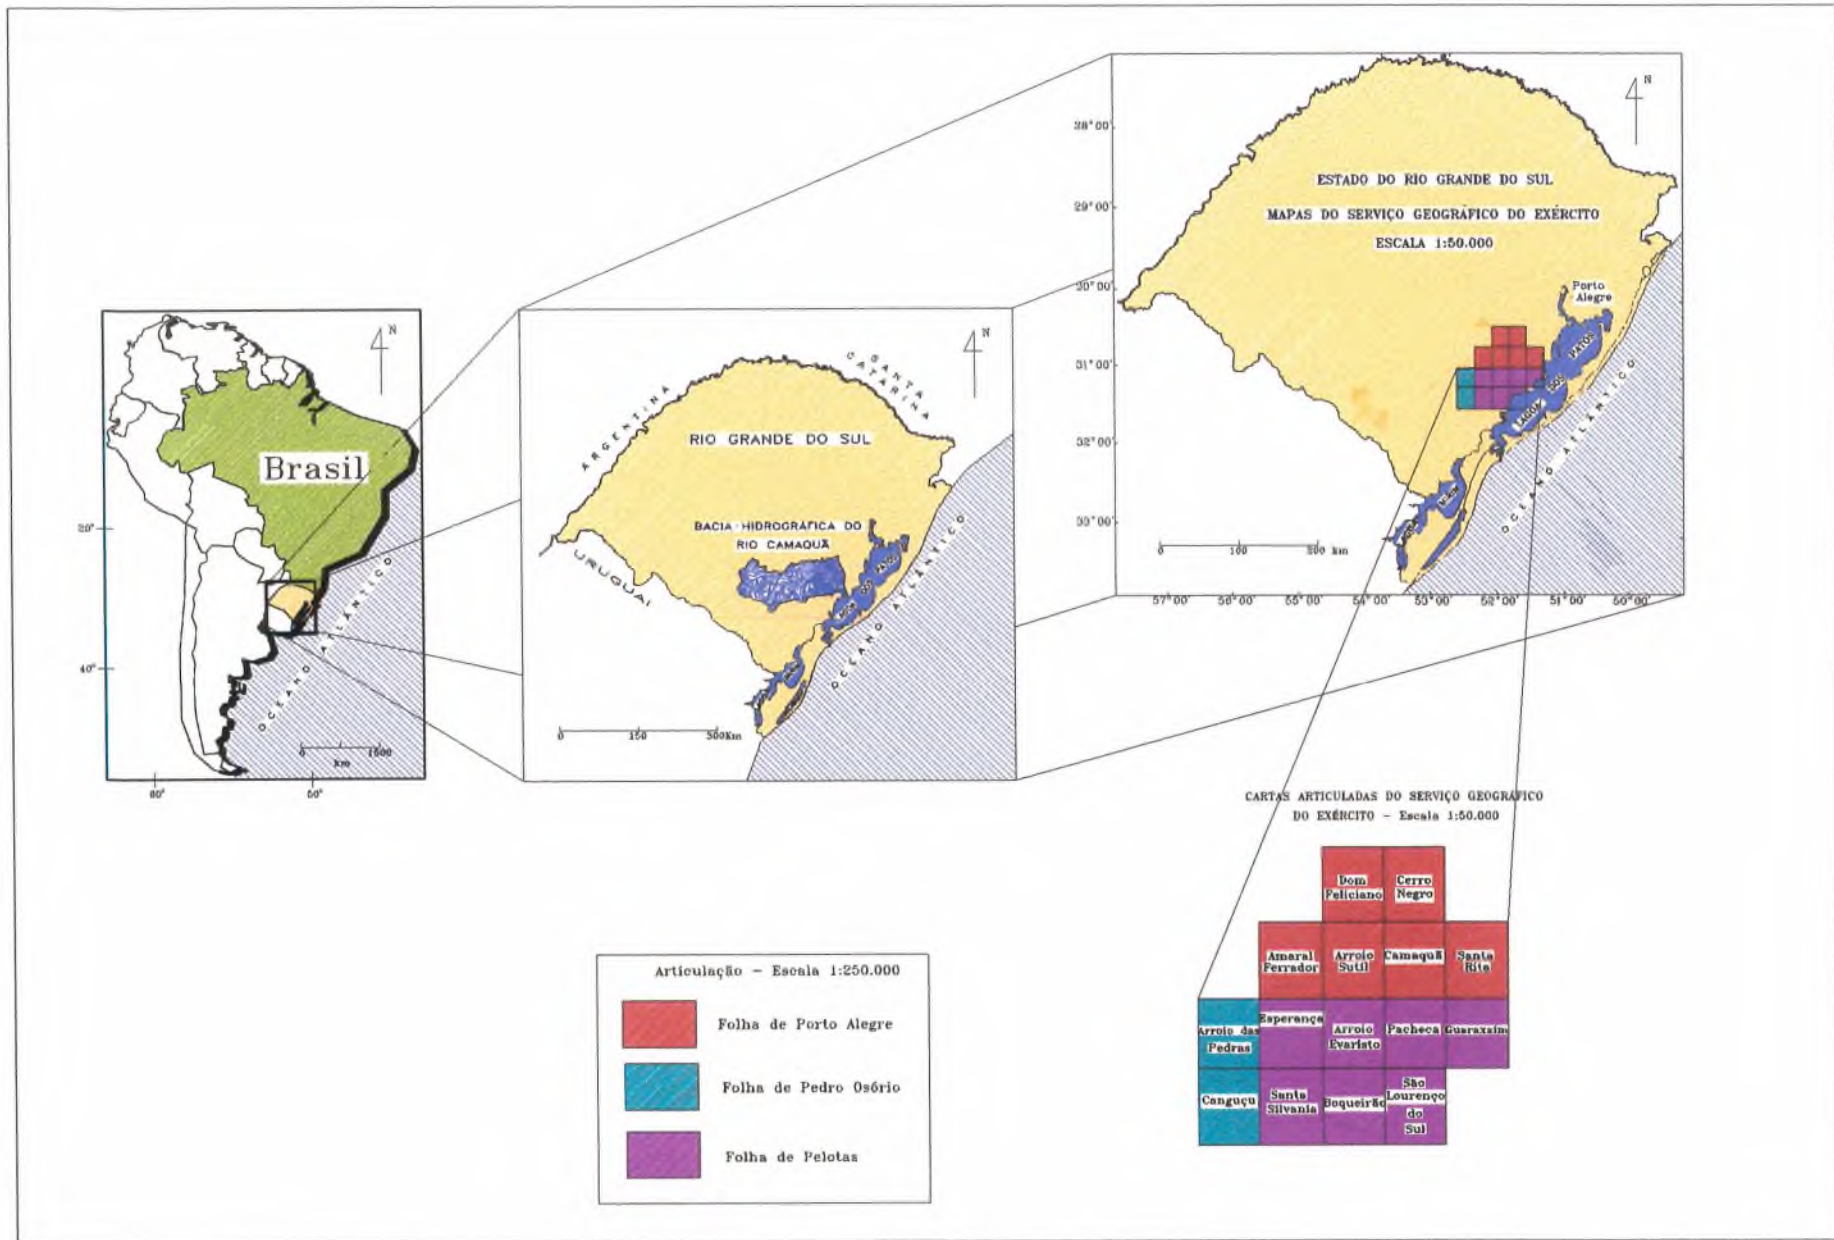 N
Brasil
20°
40°
OCEANO ATLÂNTICO
0 1500
km
80° 50°
N
ARGENTINA
SANTA
CATARINA
RIO GRANDE DO SUL
BACIA HIDROGRÁFICA DO
RIO CAMAQUÃ
URUGUAI
OCEANO ATLÂNTICO
0 150 300Km
N
28°00'
29°00'
31°00'
32°00'
33°00'
ESTADO DO RIO GRANDE DO SUL
MAPAS DO SERVIÇO GEOGRÁFICO DO EXÉRCITO
ESCALA 1:50.000
Porto
Alegre
LAGOA DOS PATOS
MIRIM
OCEANO ATLÂNTICO
0 100 200 km
57°00' 56°00' 55°00' 54°00' 53°00' 52°00' 51°00' 50°00'
CARTAS ARTICULADAS DO SERVIÇO GEOGRÁFICO
DO EXÉRCITO - Escala 1:50.000
Dom
Feliciano
Cerro
Negro
Amaral
Ferrador
Arroio
Sutil
Camaquã
Santa
Rita
Arroio das
Pedras
Esperança
Arroio
Evaristo
Pacheca
Guaraxaim
Canguçu
Santa
Silvania
Boqueirão
São
Lourenço
do
Sul
Articulação - Escala 1:250.000
Folha de Porto Alegre
Folha de Pedro Osório
Folha de Pelotas